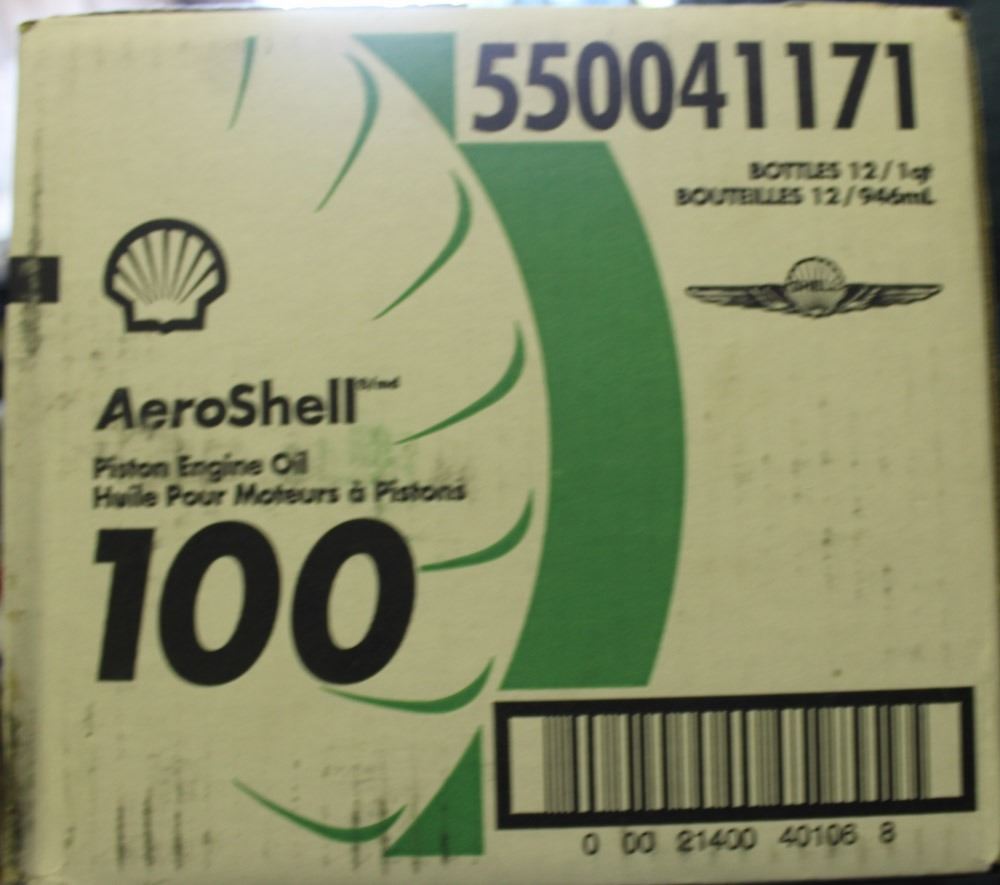 550041171
BOTTLES 12/1qt
BOUTEILLES 12/946mL
SHELL
AeroShell
Piston Engine Oil
Huile Pour Moteurs à Pistons
100
0 00 21400 40106 8